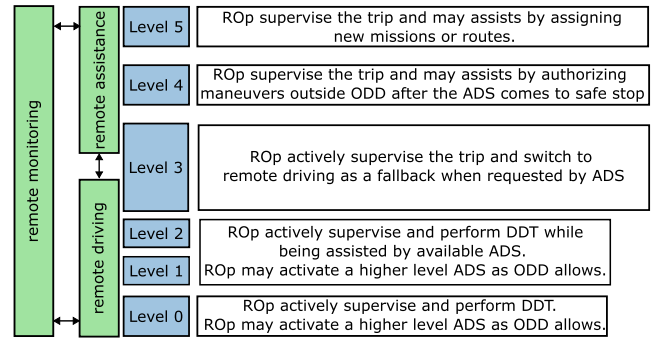 remote monitoring
remote assistance
remote driving
Level 5
ROp supervise the trip and may assists by assigning
new missions or routes.
Level 4
ROp supervise the trip and may assists by authorizing
maneuvers outside ODD after the ADS comes to safe stop
Level 3
ROp actively supervise the trip and switch to
remote driving as a fallback when requested by ADS
Level 2
Level 1
ROp actively supervise and perform DDT while
being assisted by available ADS.
ROp may activate a higher level ADS as ODD allows.
Level 0
ROp actively supervise and perform DDT.
ROp may activate a higher level ADS as ODD allows.